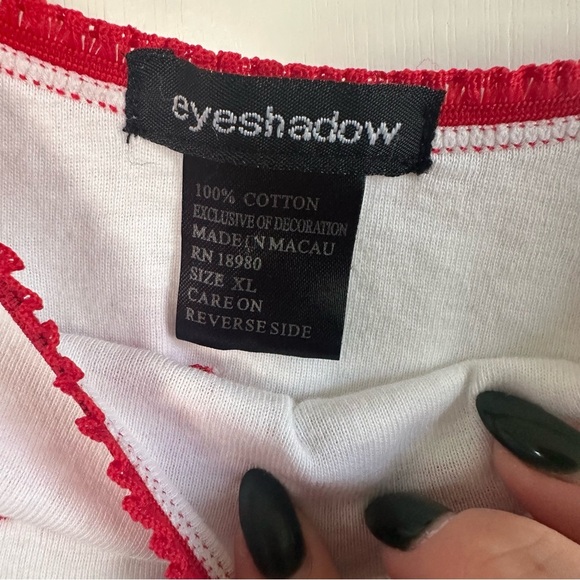 eyeshadow
100% COTTON
EXCLUSIVE OF DECORATION
MADE IN MACAU
RN 18980
SIZE XL
CARE ON
REVERSE SIDE